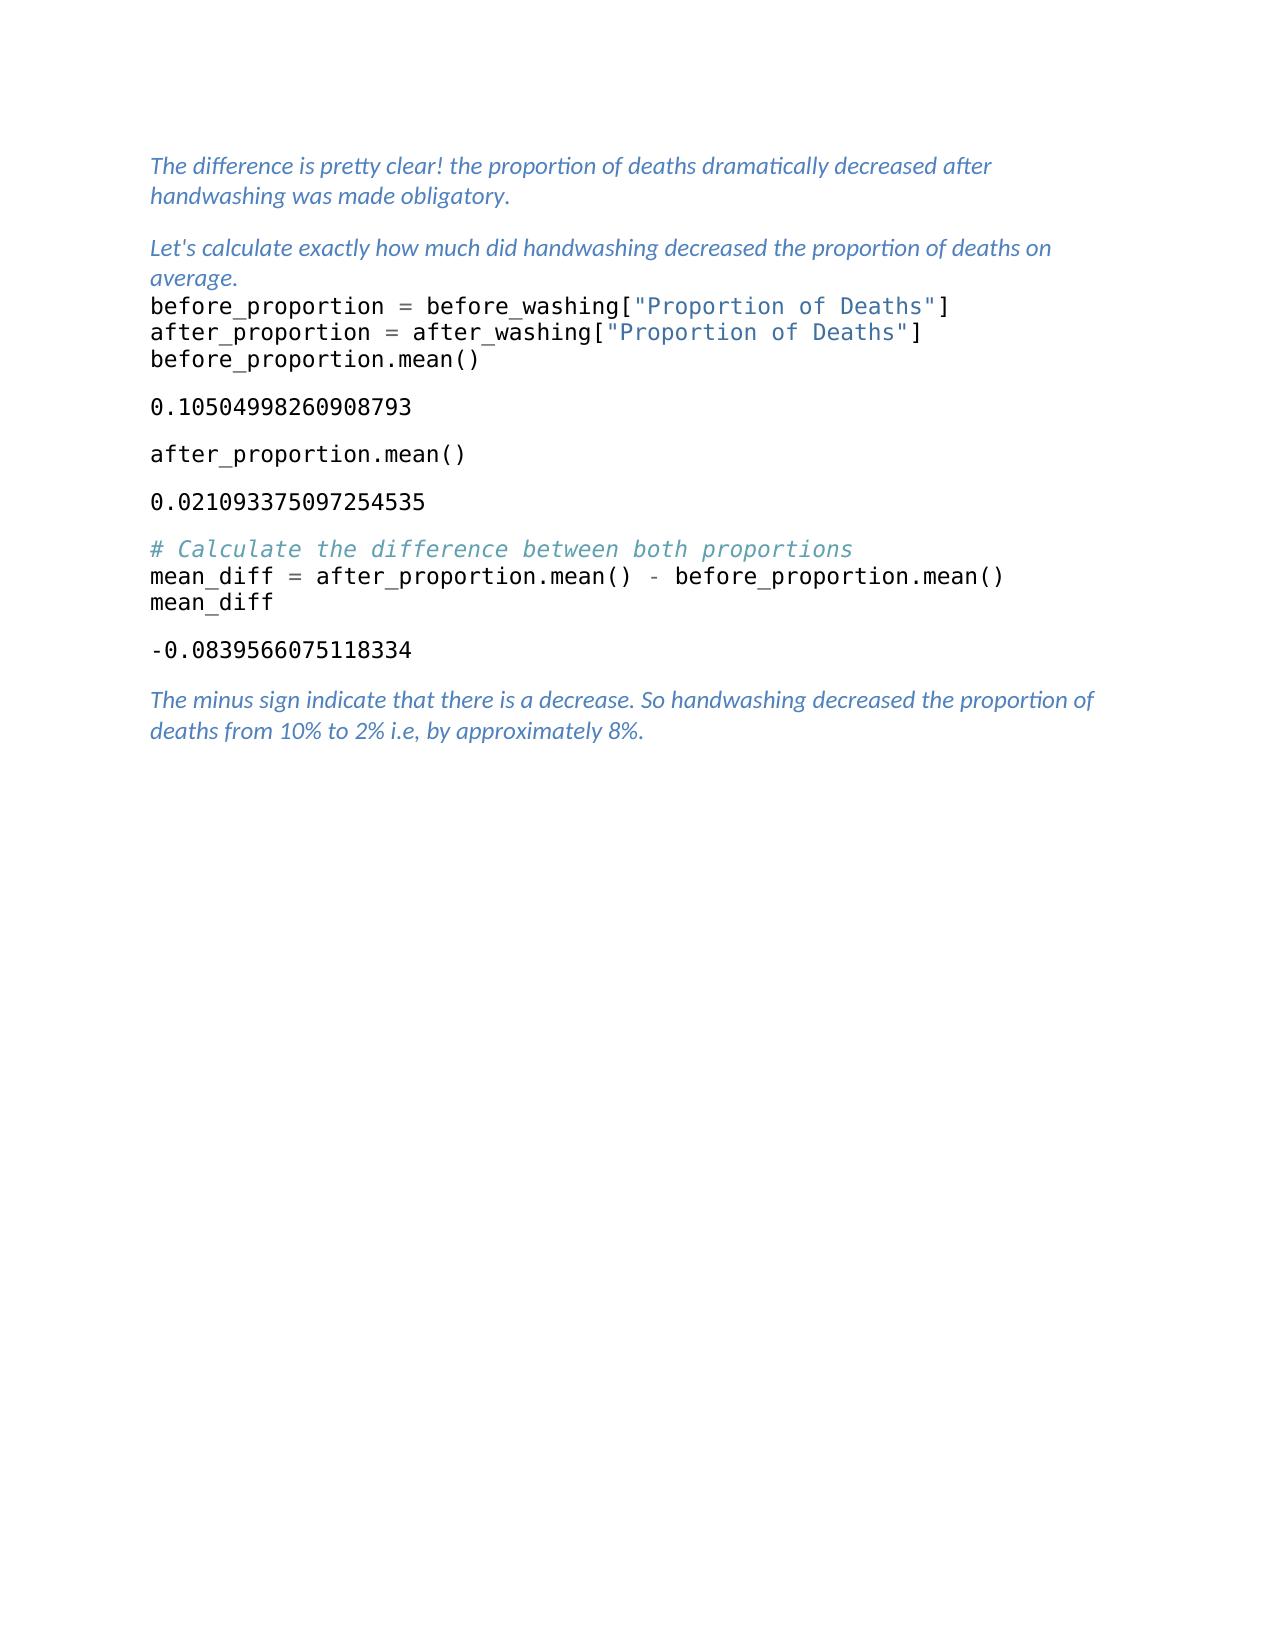 The difference is pretty clear! the proportion of deaths dramatically decreased after
handwashing was made obligatory.
Let's calculate exactly how much did handwashing decreased the proportion of deaths on
average.
before_proportion = before_washing["Proportion of Deaths"]
after_proportion = after_washing["Proportion of Deaths"]
before_proportion.mean()
0.10504998260908793
after_proportion.mean()
0.021093375097254535
# Calculate the difference between both proportions
mean_diff = after_proportion.mean() - before_proportion.mean()
mean_diff
-0.0839566075118334
The minus sign indicate that there is a decrease. So handwashing decreased the proportion of
deaths from 10% to 2% i.e, by approximately 8%.